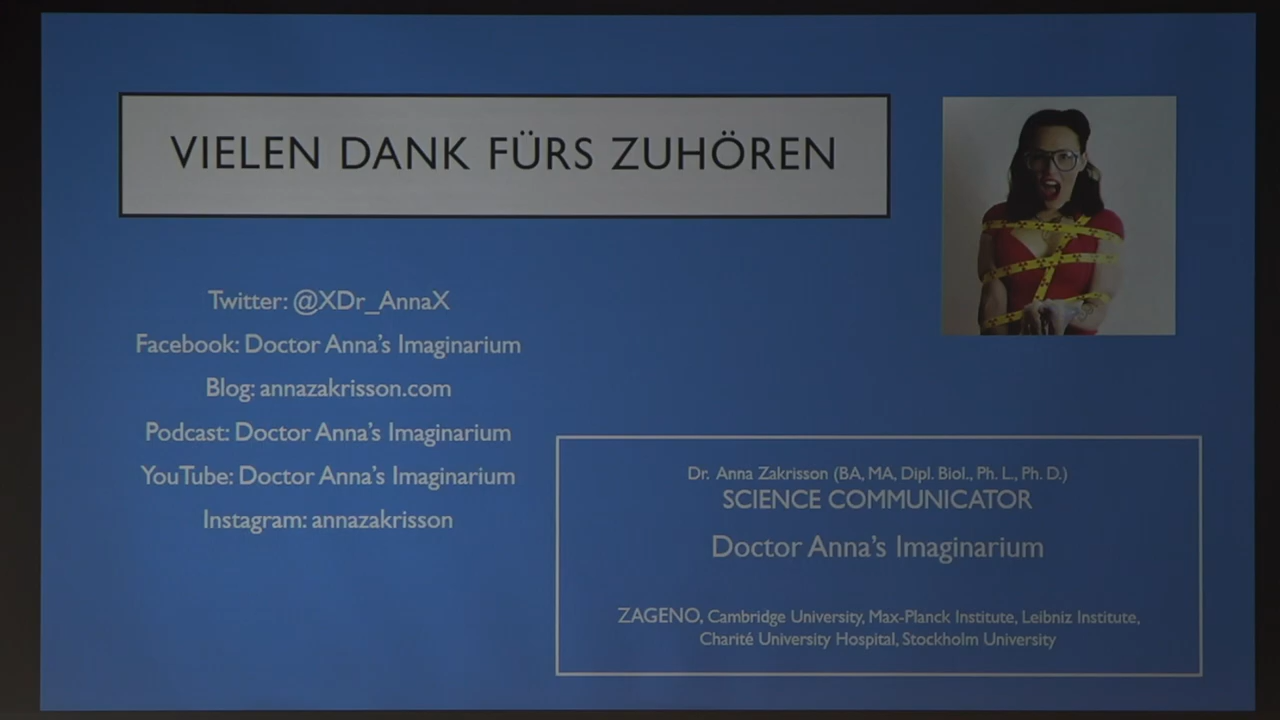 VIELEN DANK FÜRS ZUHÖREN
Twitter: @XDr_AnnaX
Facebook: Doctor Anna's Imaginarium
Blog: annazakrisson.com
Podcast: Doctor Anna's Imaginarium
YouTube: Doctor Anna's Imaginarium
Instagram: annazakrisson
Dr. Anna Zakrisson (BA, MA, Dipl. Biol., Ph. L., Ph. D.)
SCIENCE COMMUNICATOR
Doctor Anna's Imaginarium
ZAGENO, Cambridge University, Max-Planck Institute, Leibniz Institute,
Charité University Hospital, Stockholm University